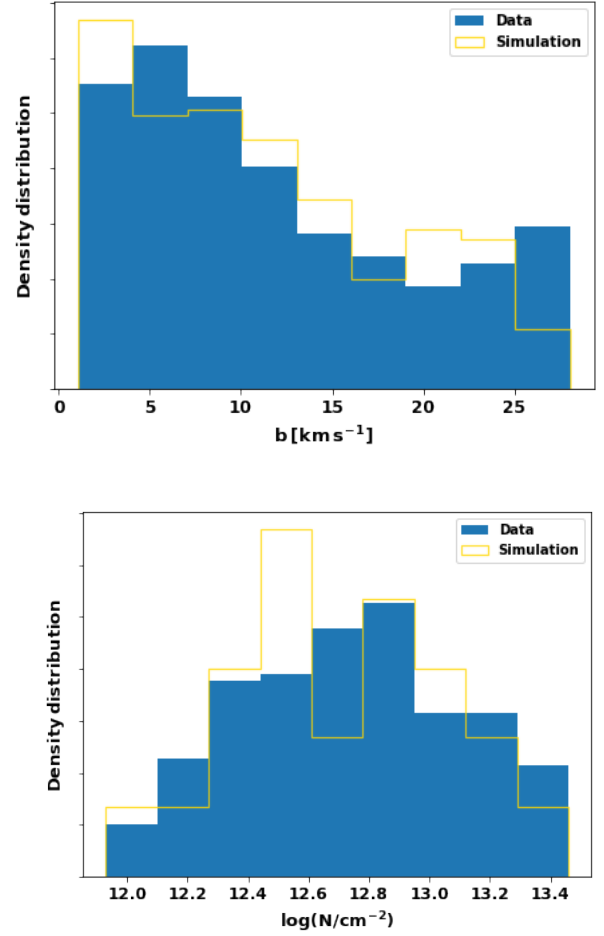 Data
Simulation
Density distribution
0 5 10 15 20 25
b [km s⁻¹]
Data
Simulation
Density distribution
12.0 12.2 12.4 12.6 12.8 13.0 13.2 13.4
log(N/cm⁻²)